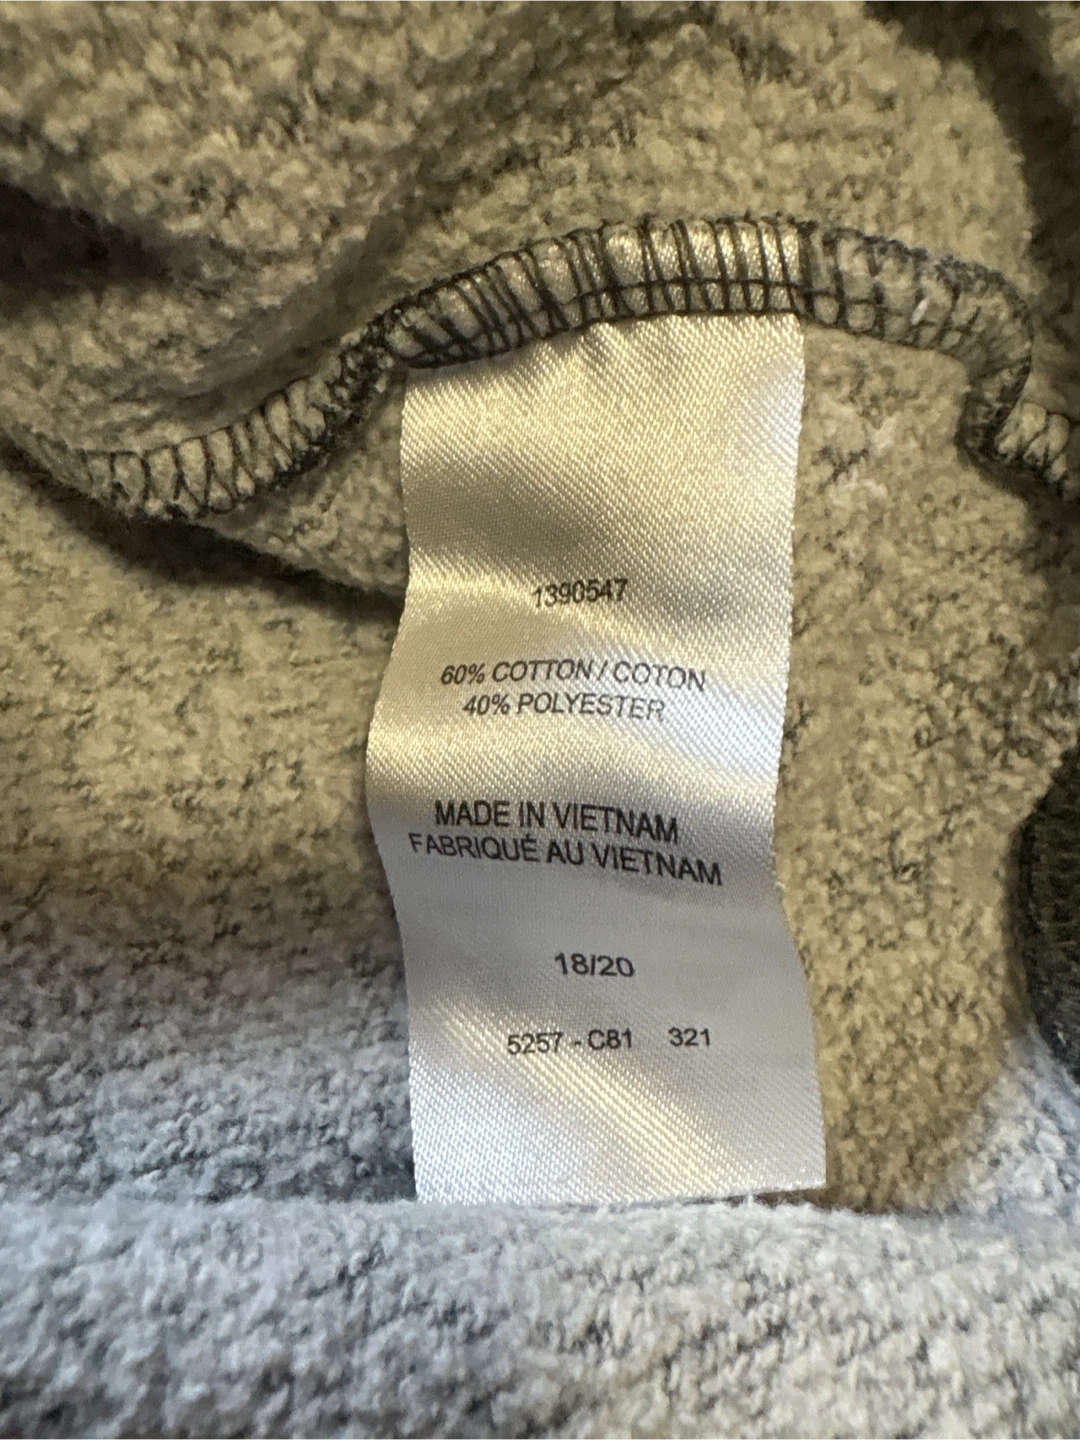 1390547
60% COTTON / COTON
40% POLYESTER
MADE IN VIETNAM
FABRIQUÉ AU VIETNAM
18/20
5257 - C81 321